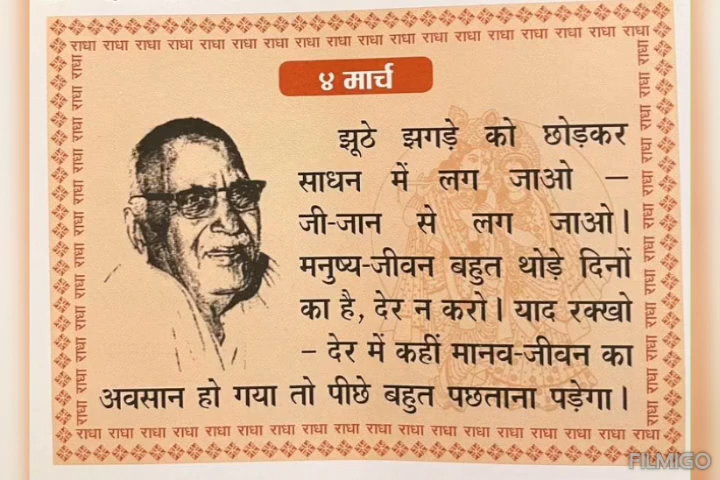 राधा राधा राधा राधा राधा राधा राधा राधा राधा राधा राधा राधा राधा राधा राधा राधा राधा राधा
४ मार्च
झूठे झगड़े को छोड़कर
साधन में लग जाओ –
जी-जान से लग जाओ।
मनुष्य-जीवन बहुत थोड़े दिनों
का है, देर न करो। याद रक्खो
– देर में कहीं मानव-जीवन का
अवसान हो गया तो पीछे बहुत पछताना पड़ेगा।
राधा राधा राधा राधा राधा राधा राधा राधा राधा राधा राधा राधा राधा राधा राधा राधा राधा राधा
FILMIGO